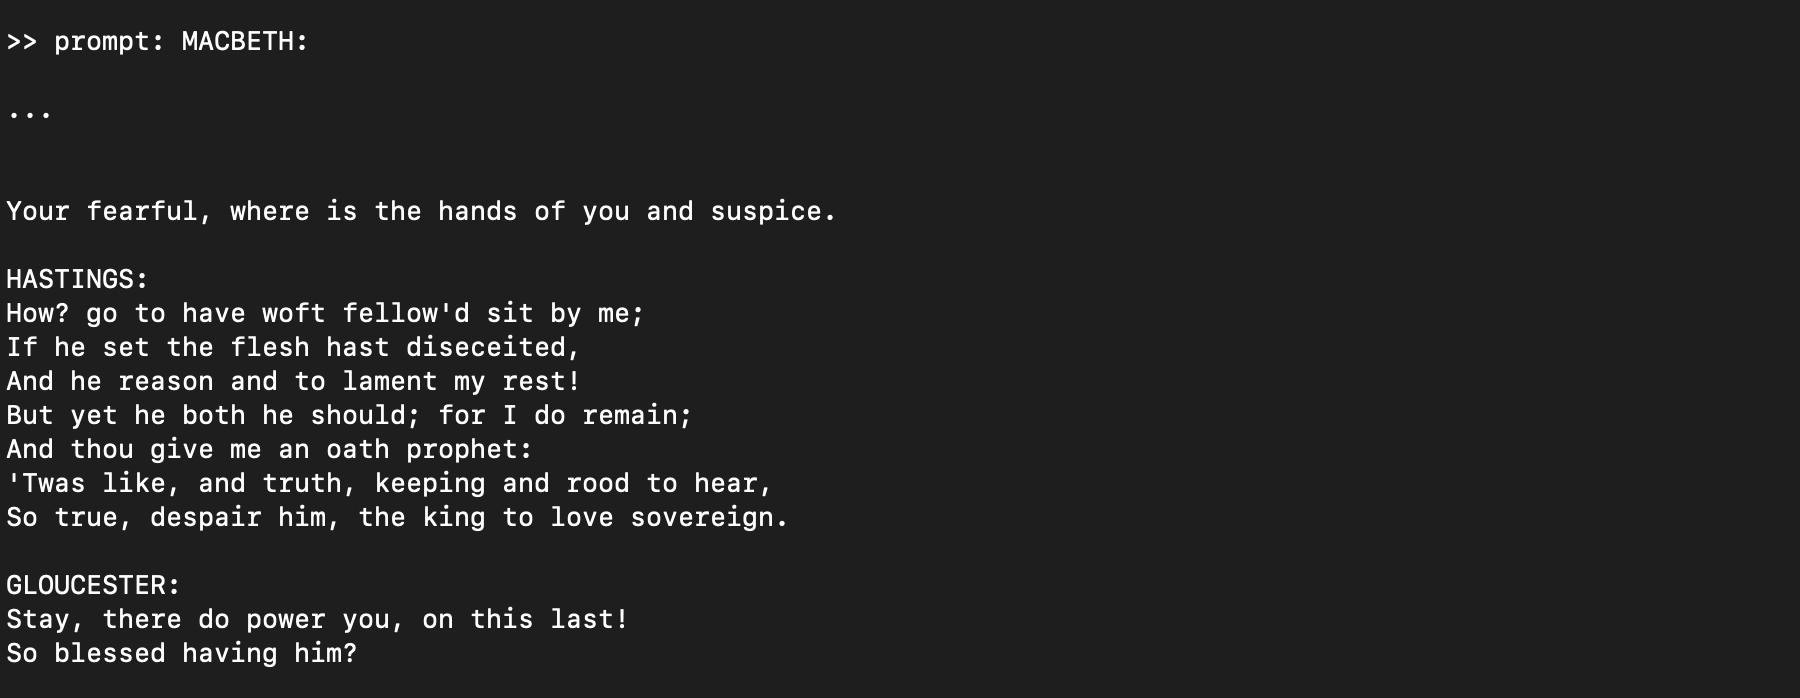 >> prompt: MACBETH:
...
Your fearful, where is the hands of you and suspice.
HASTINGS:
How? go to have woft fellow'd sit by me;
If he set the flesh hast diseceited,
And he reason and to lament my rest!
But yet he both he should; for I do remain;
And thou give me an oath prophet:
'Twas like, and truth, keeping and rood to hear,
So true, despair him, the king to love sovereign.
GLOUCESTER:
Stay, there do power you, on this last!
So blessed having him?